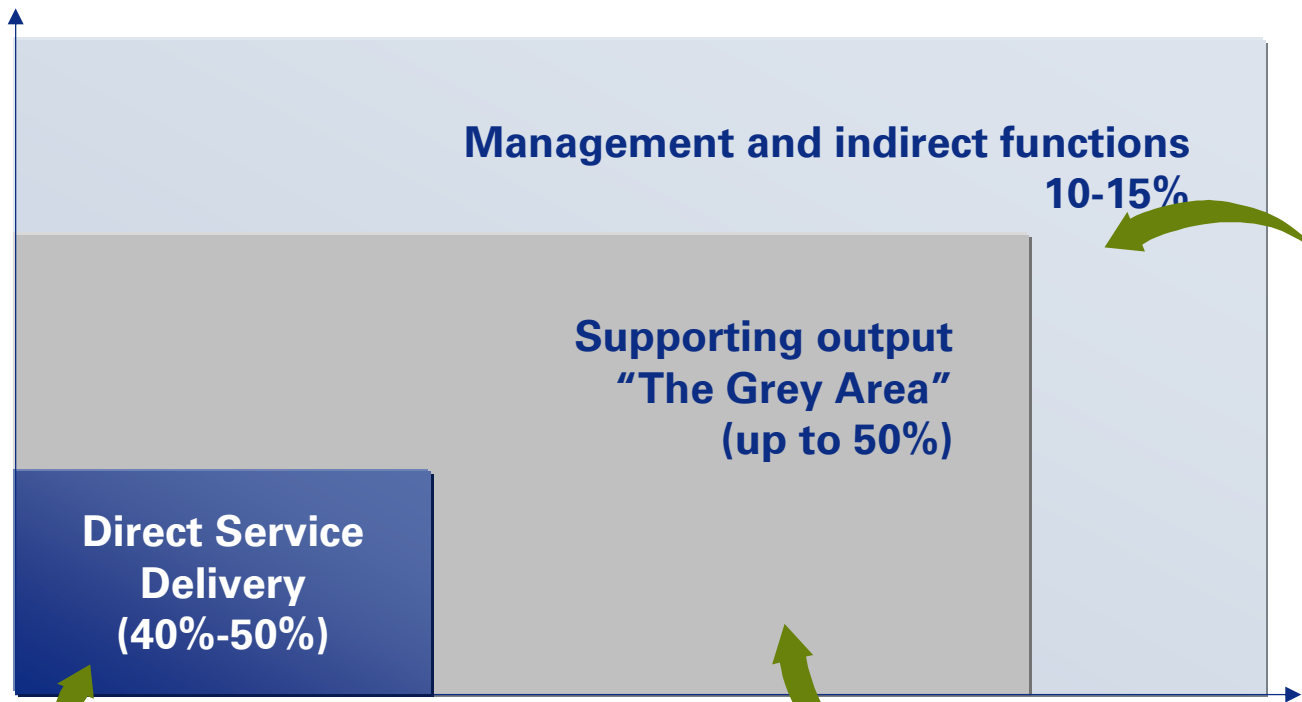 Management and indirect functions
10-15%
Supporting output
“The Grey Area”
(up to 50%)
Direct Service
Delivery
(40%-50%)